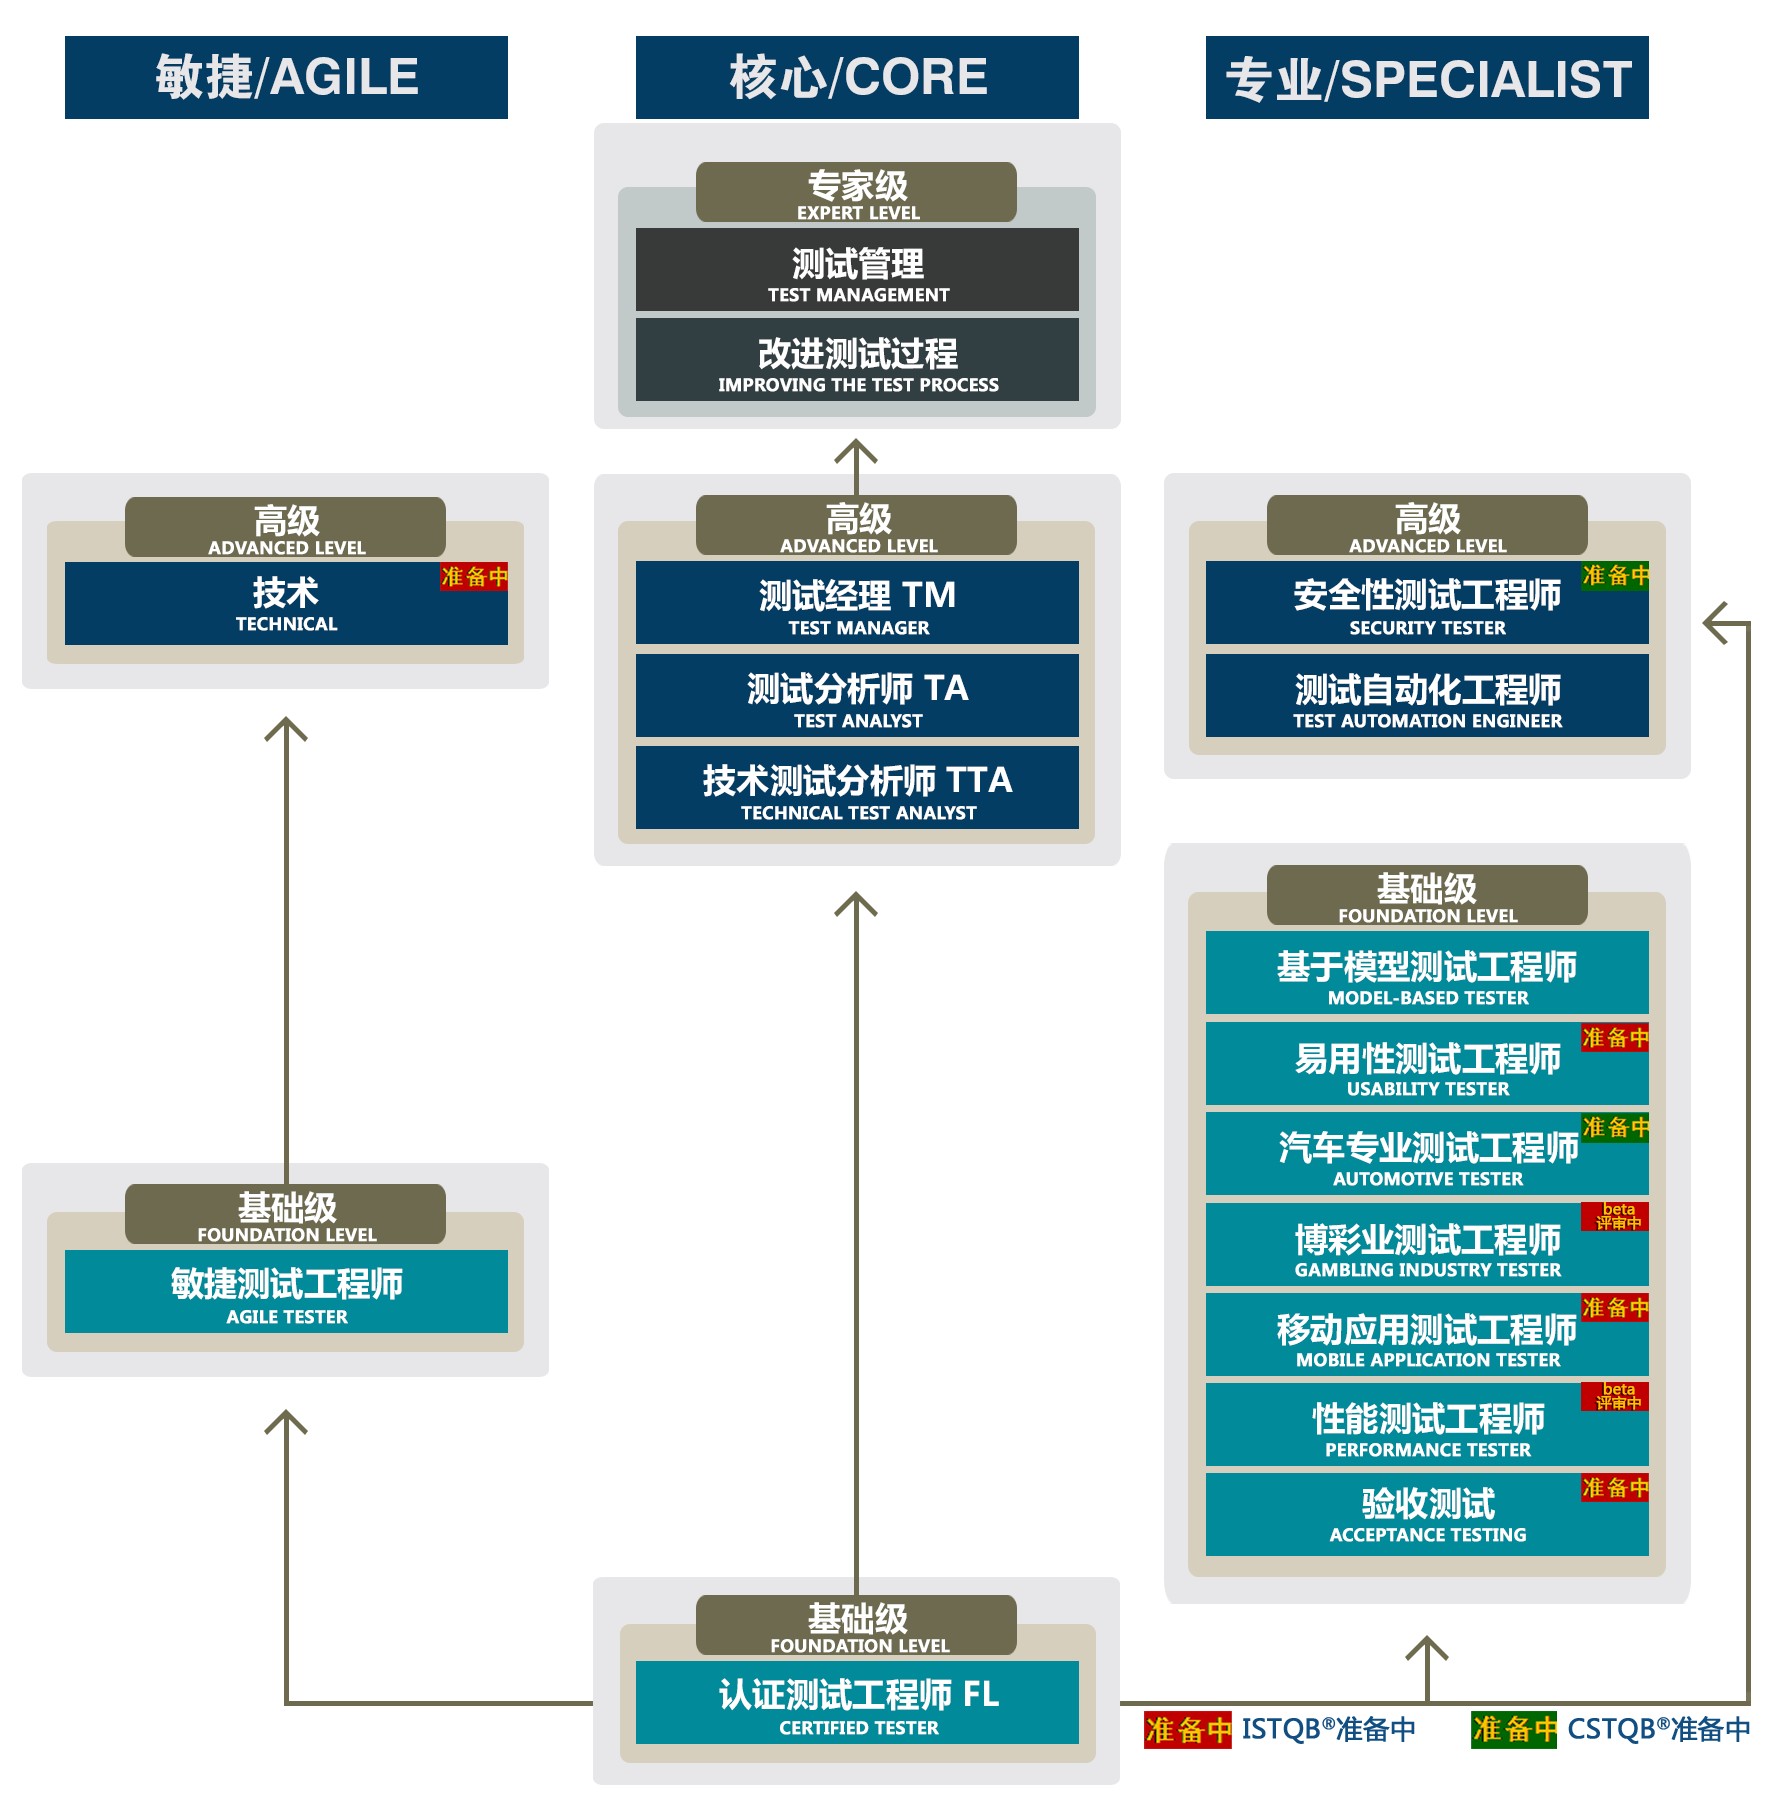 敏捷/AGILE
核心/CORE
专业/SPECIALIST
专家级
EXPERT LEVEL
测试管理
TEST MANAGEMENT
改进测试过程
IMPROVING THE TEST PROCESS
高级
ADVANCED LEVEL
技术
准备中
TECHNICAL
高级
ADVANCED LEVEL
测试经理 TM
TEST MANAGER
测试分析师 TA
TEST ANALYST
技术测试分析师 TTA
TECHNICAL TEST ANALYST
高级
ADVANCED LEVEL
安全性测试工程师
准备中
SECURITY TESTER
测试自动化工程师
TEST AUTOMATION ENGINEER
基础级
FOUNDATION LEVEL
基于模型测试工程师
MODEL-BASED TESTER
易用性测试工程师
准备中
USABILITY TESTER
汽车专业测试工程师
准备中
AUTOMOTIVE TESTER
博彩业测试工程师
beta
评审中
GAMBLING INDUSTRY TESTER
移动应用测试工程师
准备中
MOBILE APPLICATION TESTER
性能测试工程师
beta
评审中
PERFORMANCE TESTER
验收测试
准备中
ACCEPTANCE TESTING
基础级
FOUNDATION LEVEL
敏捷测试工程师
AGILE TESTER
基础级
FOUNDATION LEVEL
认证测试工程师 FL
CERTIFIED TESTER
准备中 ISTQB®准备中
准备中 CSTQB®准备中